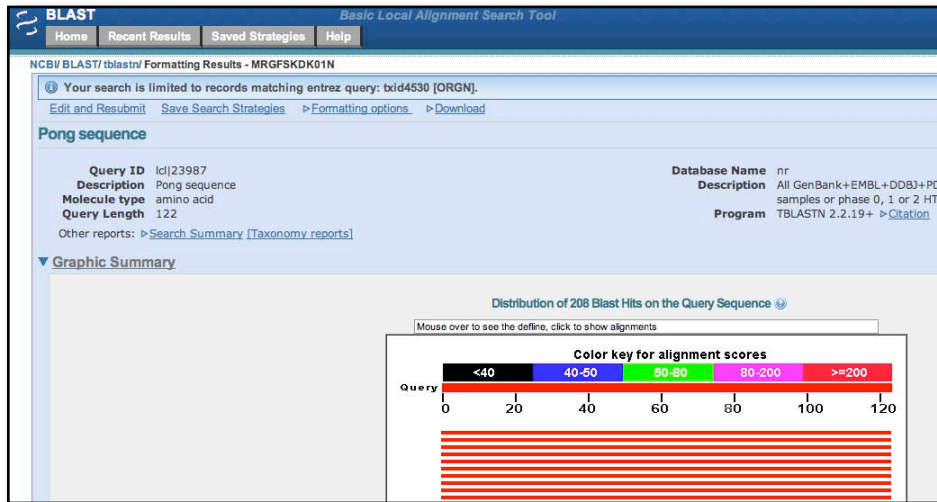 BLAST
Basic Local Alignment Search Tool
Home Recent Results Saved Strategies Help
NCBI/ BLAST/ tblastn/ Formatting Results - MRGFSKDK01N
Your search is limited to records matching entrez query: txid4530 [ORGN].
Edit and Resubmit Save Search Strategies Formatting options Download
Pong sequence
Query ID lcl|23987
Description Pong sequence
Molecule type amino acid
Query Length 122
Database Name nr
Description All GenBank+EMBL+DDBJ+PD
samples or phase 0, 1 or 2 HT
Program TBLASTN 2.2.19+ Citation
Other reports: Search Summary [Taxonomy reports]
Graphic Summary
Distribution of 208 Blast Hits on the Query Sequence
Mouse over to see the defline, click to show alignments
Color key for alignment scores
<40 40-50 50-80 80-200 >=200
Query
0 20 40 60 80 100 120